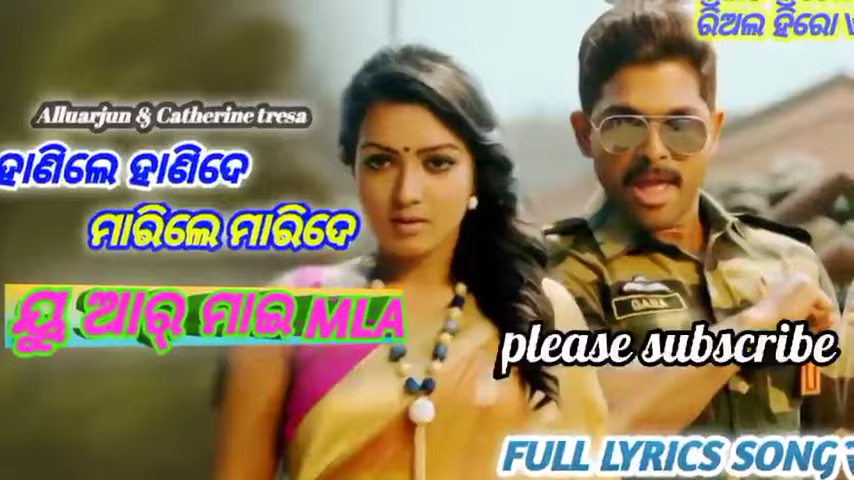 ରିଅଲ ହିରୋ
Alluarjun & Catherine tresa
ହାଣିଲେ ହାଣିଦେ
ମାରିଲେ ମାରିଦେ
ୟୁ ଆର୍ ମାଇ MLA
GANA
please subscribe
FULL LYRICS SONG